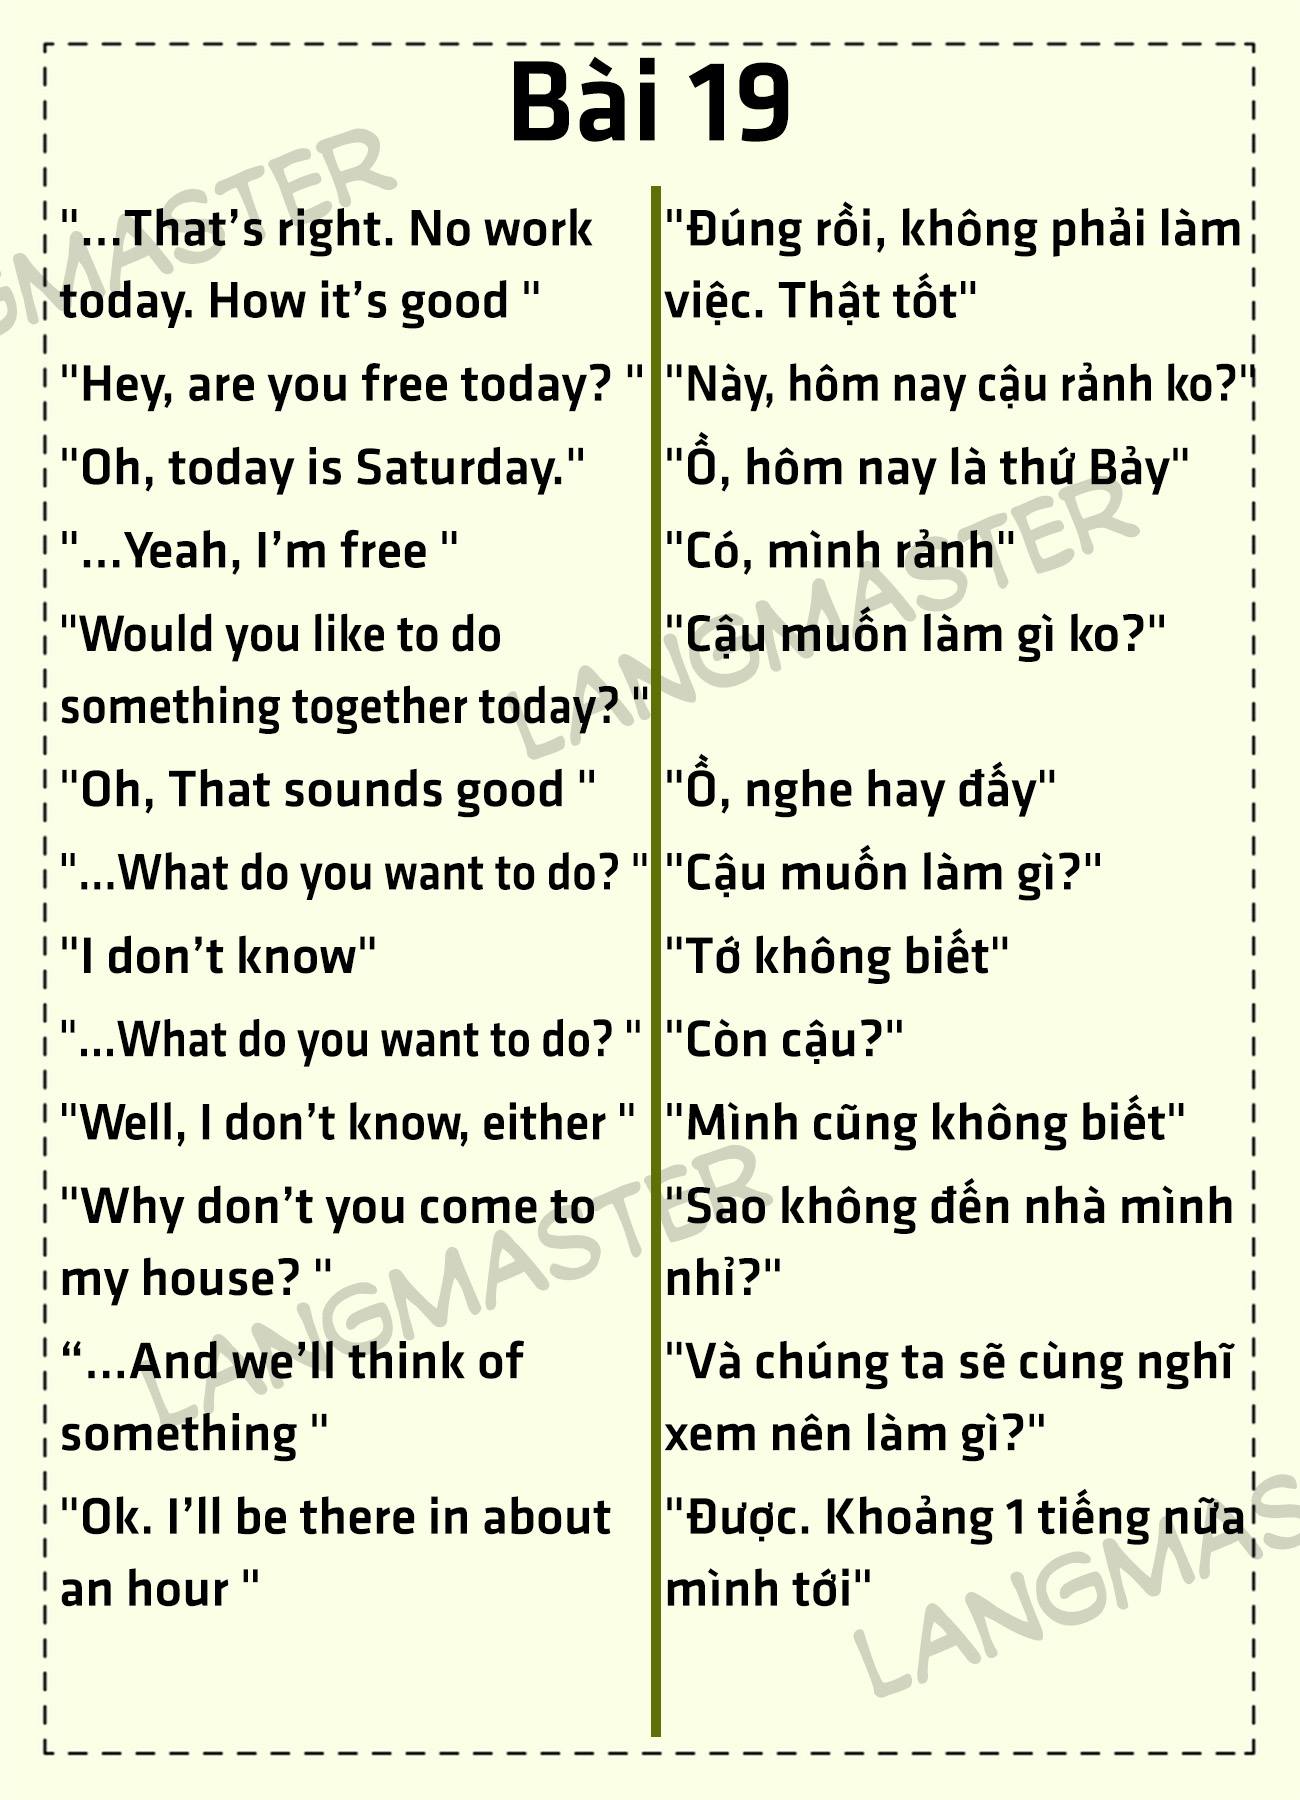 Bài 19
"...That’s right. No work
today. How it’s good "
"Hey, are you free today? "
"Oh, today is Saturday."
"...Yeah, I’m free "
"Would you like to do
something together today? "
"Oh, That sounds good "
"...What do you want to do? "
"I don’t know"
"...What do you want to do? "
"Well, I don’t know, either "
"Why don’t you come to
my house? "
“...And we’ll think of
something "
"Ok. I’ll be there in about
an hour "
"Đúng rồi, không phải làm
việc. Thật tốt"
"Này, hôm nay cậu rảnh ko?"
"Ồ, hôm nay là thứ Bảy"
"Có, mình rảnh"
"Cậu muốn làm gì ko?"
"Ồ, nghe hay đấy"
"Cậu muốn làm gì?"
"Tớ không biết"
"Còn cậu?"
"Mình cũng không biết"
"Sao không đến nhà mình
nhỉ?"
"Và chúng ta sẽ cùng nghĩ
xem nên làm gì?"
"Được. Khoảng 1 tiếng nữa
mình tới"
GMASTER
LANGMASTER
LANGMASTER
LANGMAS